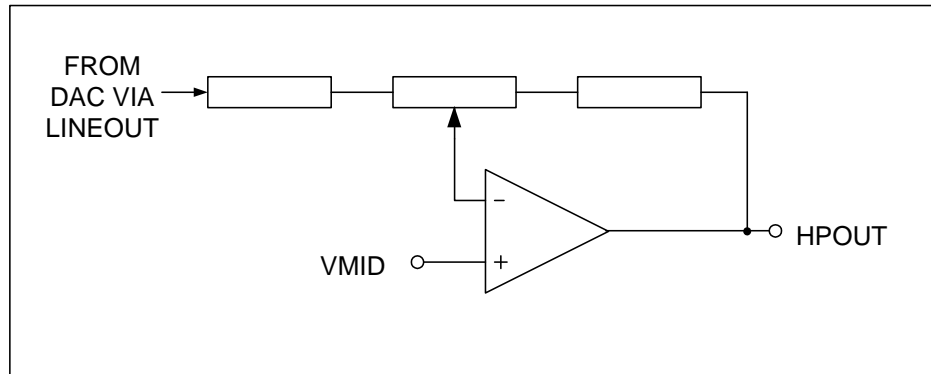 FROM
DAC VIA
LINEOUT
−
VMID
+
HPOUT